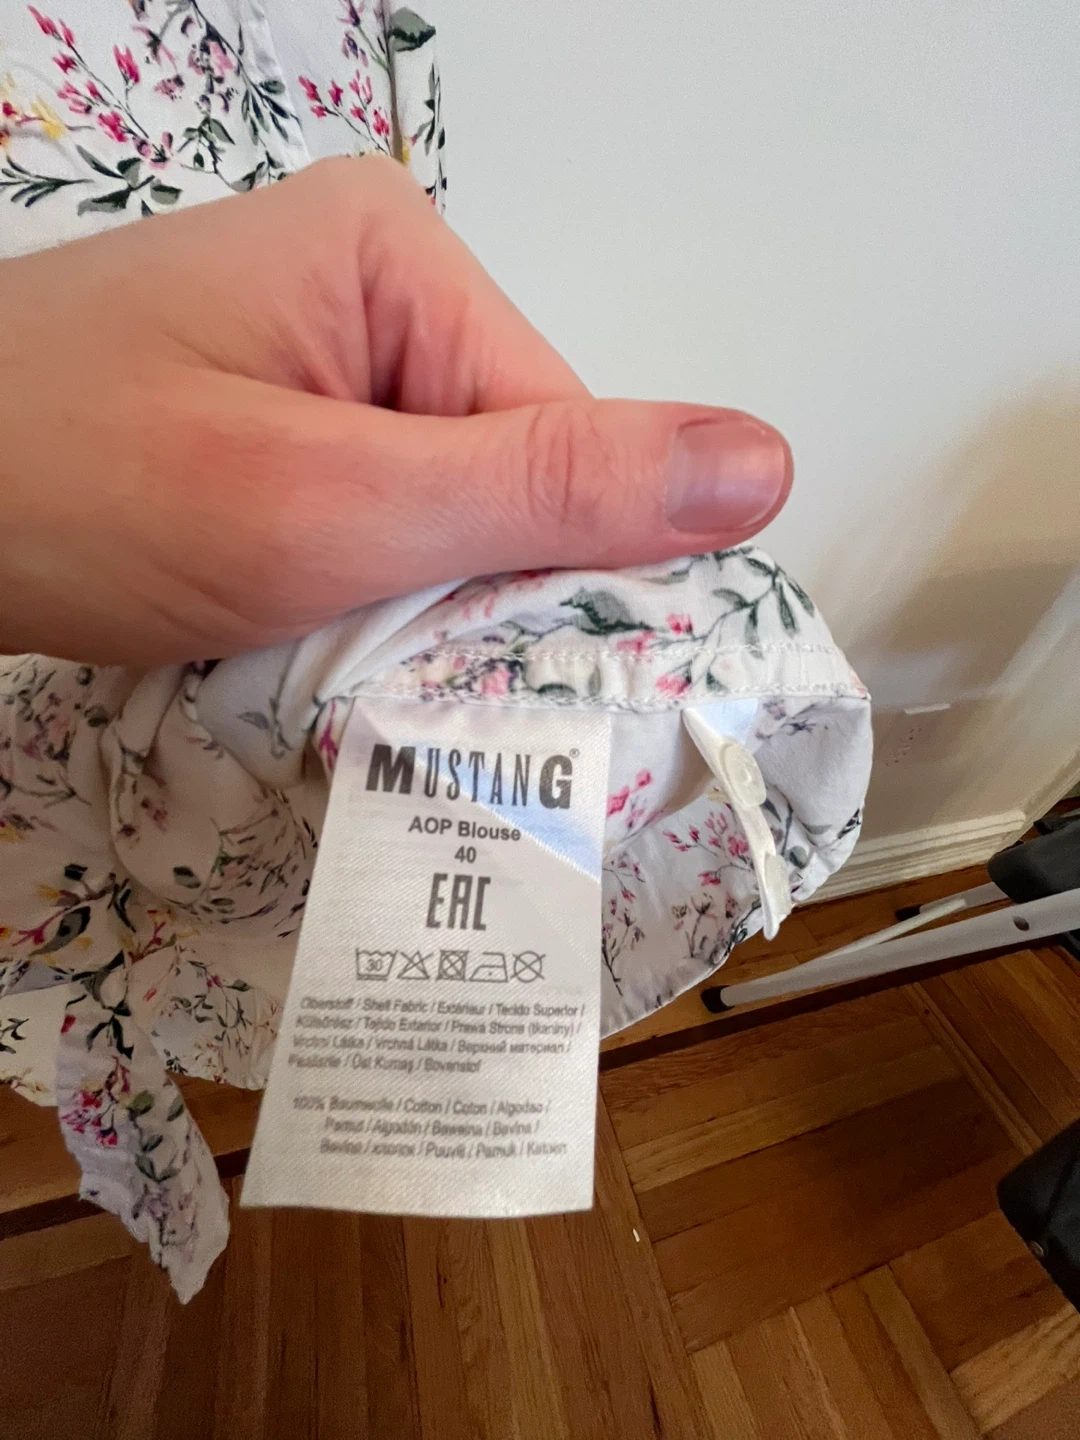 MUSTANG®
AOP Blouse
40
EAC
30
Oberstoff / Shell Fabric / Extérieur / Tecido Superior /
Külsőrész / Tejido Exterior / Prawa Strona (tkaniny) /
Vrchní Látka / Vrchná Látka / Верхний материал /
/ Üst Kumaş / Bovenstof
100% Baumwolle / Cotton / Coton / Algodão /
Pamut / Algodón / Bawełna / Bavlna /
Bavlna / хлопок / Puuvill / Pamuk / Katoen